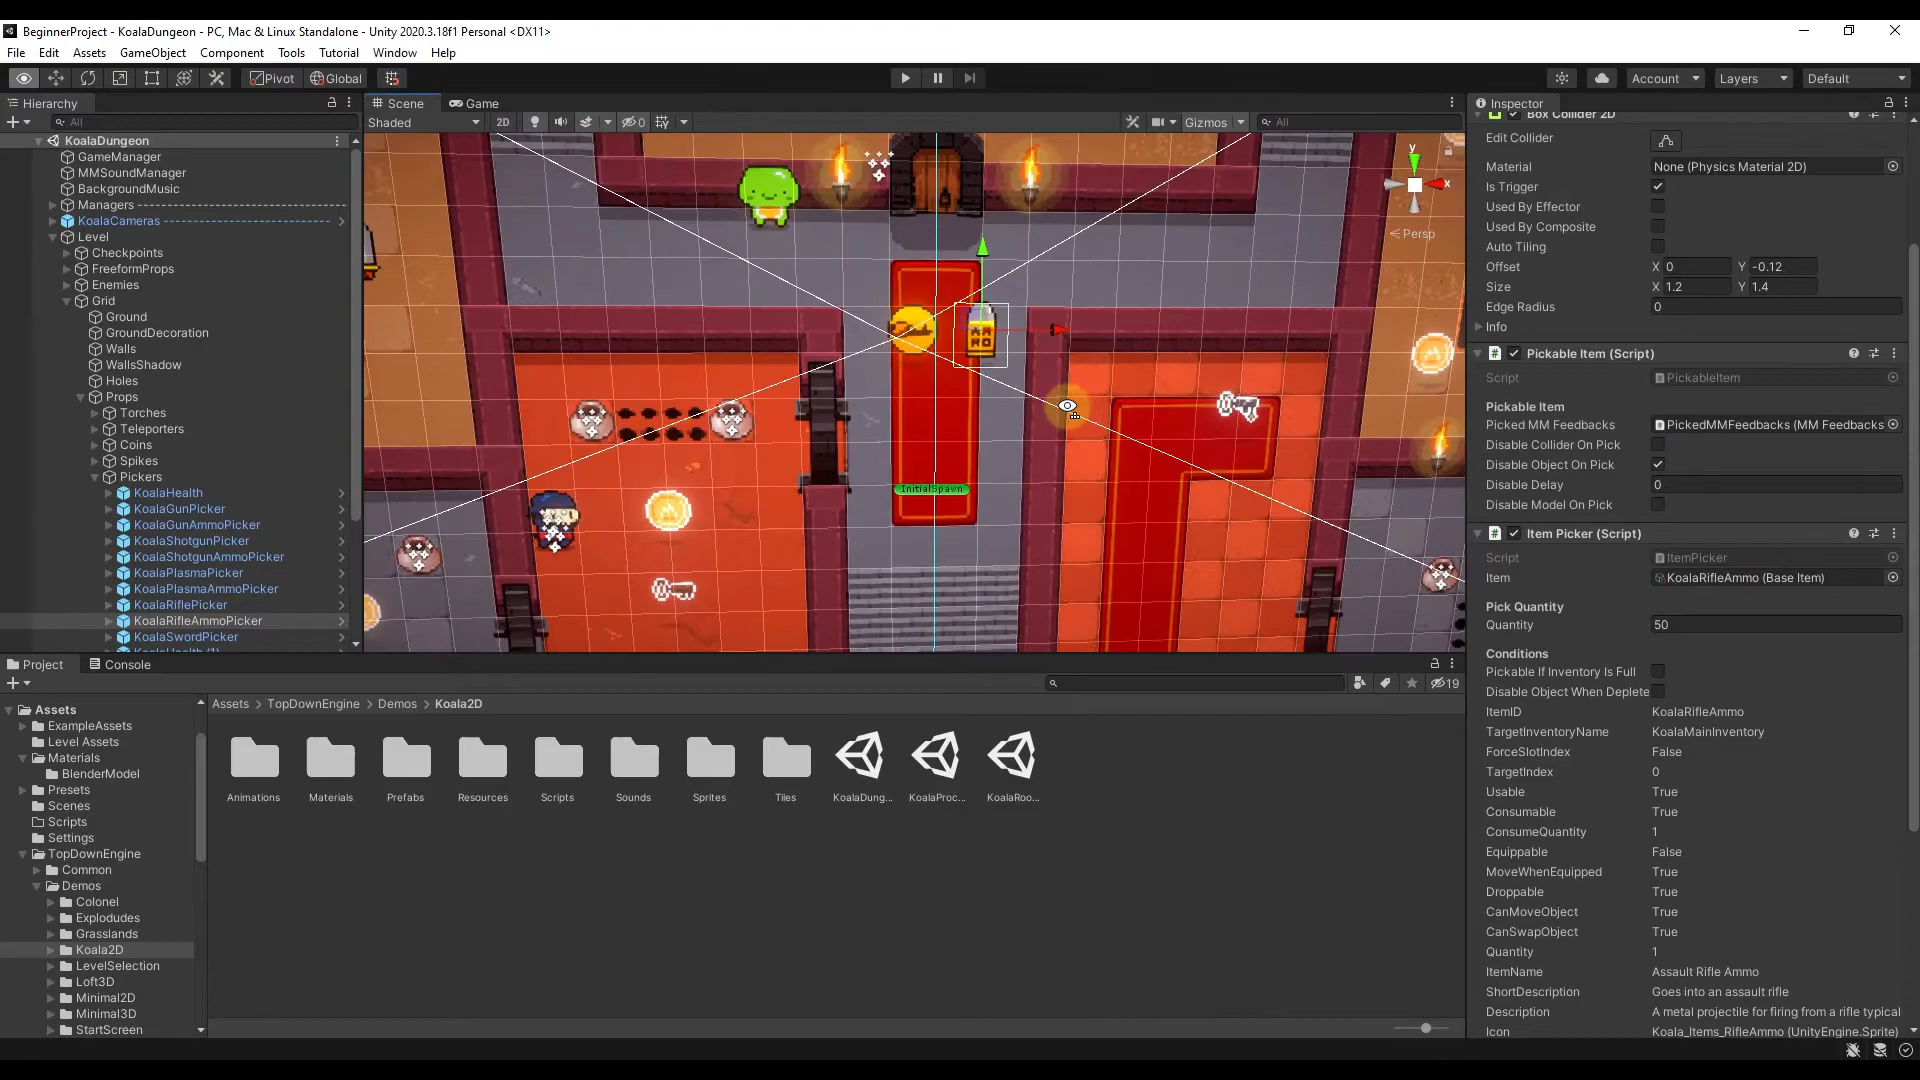 BeginnerProject - KoalaDungeon - PC, Mac & Linux Standalone - Unity 2020.3.18f1 Personal <DX11>
File Edit Assets GameObject Component Tools Tutorial Window Help
Pivot Global Account Layers Default
Hierarchy
All
KoalaDungeon
GameManager
MMSoundManager
BackgroundMusic
Managers
KoalaCameras
Level
Checkpoints
FreeformProps
Enemies
Grid
Ground
GroundDecoration
Walls
WallsShadow
Holes
Props
Torches
Teleporters
Coins
Spikes
Pickers
KoalaHealth
KoalaGunPicker
KoalaGunAmmoPicker
KoalaShotgunPicker
KoalaShotgunAmmoPicker
KoalaPlasmaPicker
KoalaPlasmaAmmoPicker
KoalaRiflePicker
KoalaRifleAmmoPicker
KoalaSwordPicker
Scene Game
Shaded 2D 0 Gizmos All
y
x
Persp
InitialSpawn
Inspector
Box Collider 2D
Edit Collider
Material None (Physics Material 2D)
Is Trigger
Used By Effector
Used By Composite
Auto Tiling
Offset X 0 Y -0.12
Size X 1.2 Y 1.4
Edge Radius 0
Info
Pickable Item (Script)
Script PickableItem
Pickable Item
Picked MM Feedbacks PickedMMFeedbacks (MM Feedbacks
Disable Collider On Pick
Disable Object On Pick
Disable Delay 0
Disable Model On Pick
Item Picker (Script)
Script ItemPicker
Item KoalaRifleAmmo (Base Item)
Pick Quantity
Quantity 50
Conditions
Pickable If Inventory Is Full
Disable Object When Deplete
ItemID KoalaRifleAmmo
TargetInventoryName KoalaMainInventory
ForceSlotIndex False
TargetIndex 0
Usable True
Consumable True
ConsumeQuantity 1
Equippable False
MoveWhenEquipped True
Droppable True
CanMoveObject True
CanSwapObject True
Quantity 1
ItemName Assault Rifle Ammo
ShortDescription Goes into an assault rifle
Description A metal projectile for firing from a rifle typical
Icon Koala_Items_RifleAmmo (UnityEngine.Sprite)
Project Console
19
Assets
ExampleAssets
Level Assets
Materials
BlenderModel
Presets
Scenes
Scripts
Settings
TopDownEngine
Common
Demos
Colonel
Explodudes
Grasslands
Koala2D
LevelSelection
Loft3D
Minimal2D
Minimal3D
StartScreen
Assets > TopDownEngine > Demos > Koala2D
Animations Materials Prefabs Resources Scripts Sounds Sprites Tiles KoalaDung... KoalaProc... KoalaRoo...